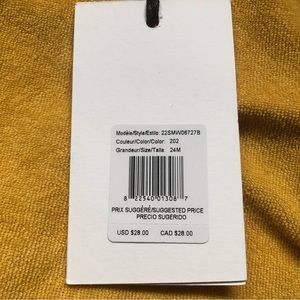 Modèle/Style/Estilo: 22SMW06727B
Couleur/Color/Color: 202
Grandeur/Size/Talla: 24M
8 22540 01308 7
PRIX SUGGÉRÉ/SUGGESTED PRICE
PRECIO SUGERIDO
USD $28.00 CAD $28.00